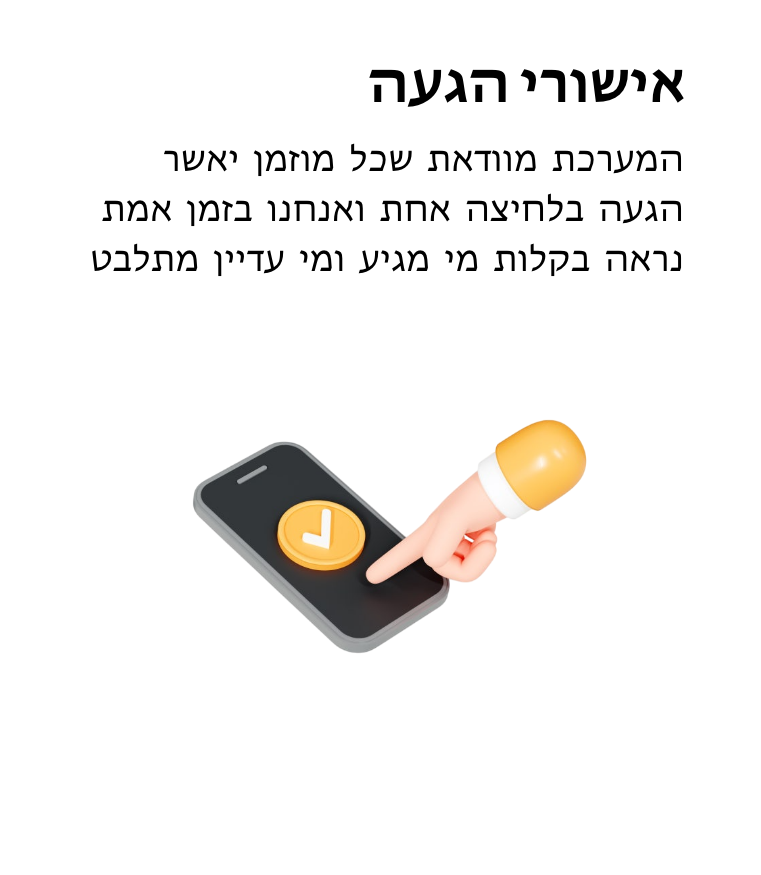 אישורי הגעה
המערכת מוודאת שכל מוזמן יאשר
הגעה בלחיצה אחת ואנחנו בזמן אמת
נראה בקלות מי מגיע ומי עדיין מתלבט